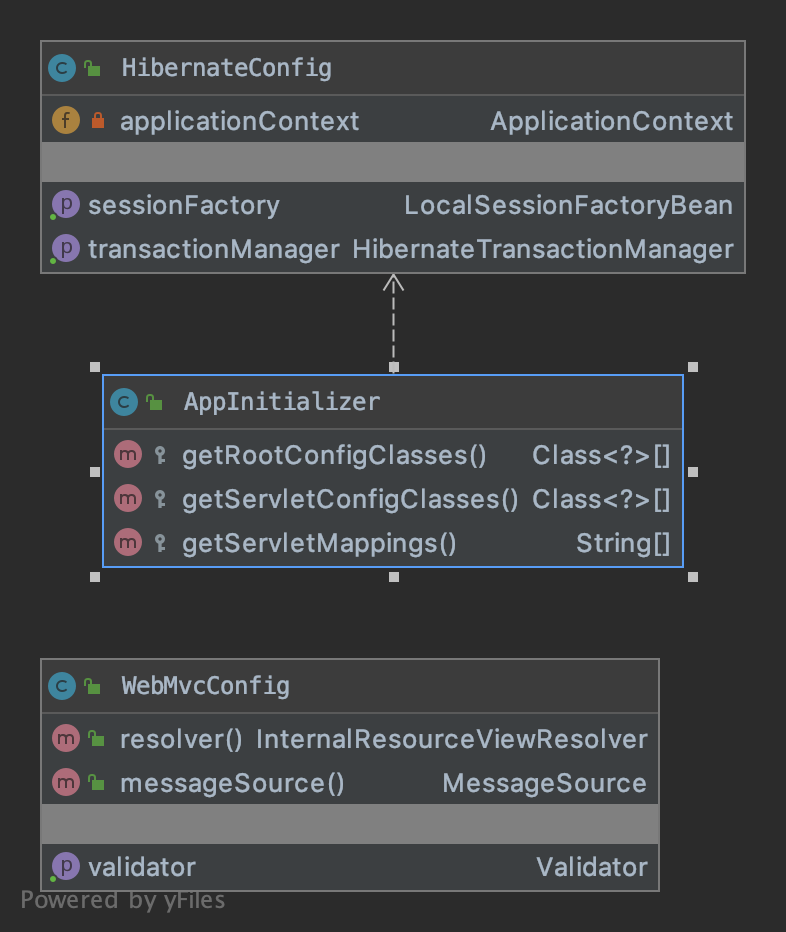 HibernateConfig
applicationContext ApplicationContext
sessionFactory LocalSessionFactoryBean
transactionManager HibernateTransactionManager
AppInitializer
getRootConfigClasses() Class<?>[]
getServletConfigClasses() Class<?>[]
getServletMappings() String[]
WebMvcConfig
resolver() InternalResourceViewResolver
messageSource() MessageSource
validator Validator
Powered by yFiles